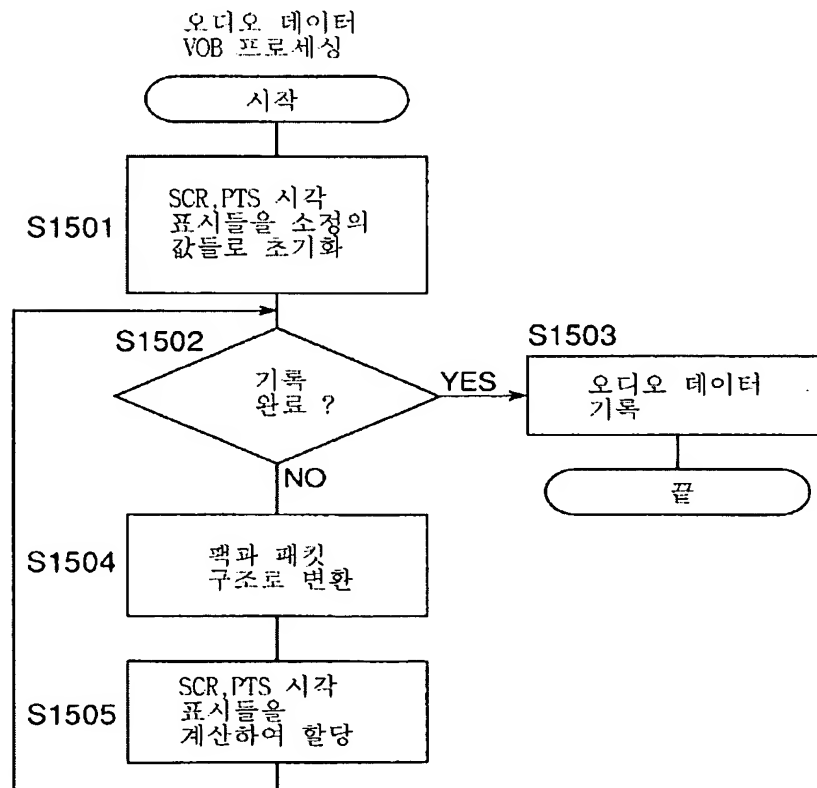 오디오 데이터
VOB 프로세싱
시작
S1501
SCR,PTS 시각
표시들을 소정의
값들로 초기화
S1502
기록
완료 ?
YES
S1503
오디오 데이터
기록
끝
NO
S1504
팩과 패킷
구조로 변환
S1505
SCR,PTS 시각
표시들을
계산하여 할당